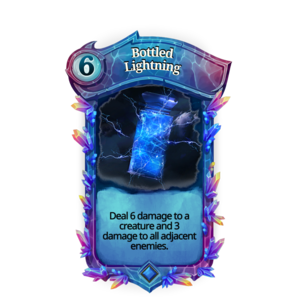 6
Bottled
Lightning
Deal 6 damage to a
creature and 3
damage to all adjacent
enemies.